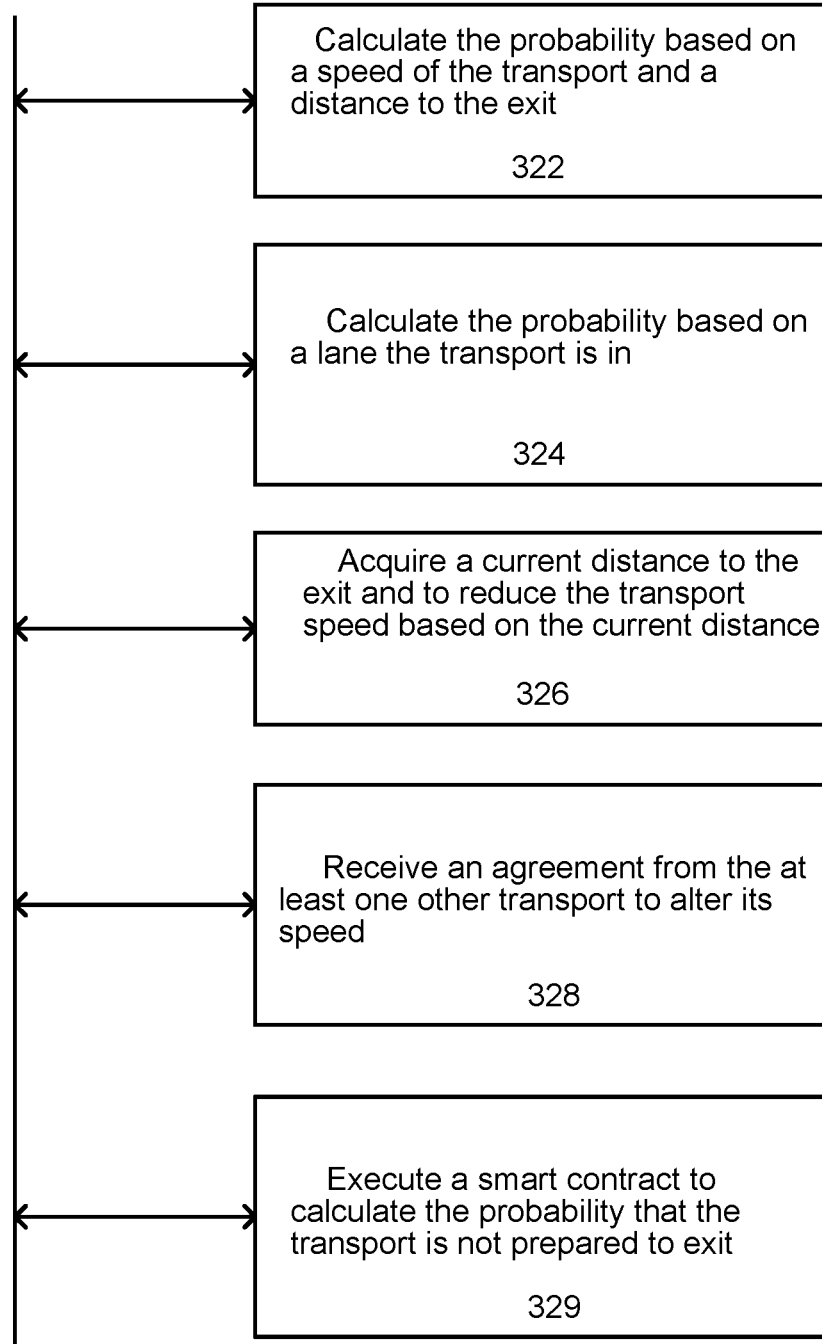 Calculate the probability based on
a speed of the transport and a
distance to the exit
322
Calculate the probability based on
a lane the transport is in
324
Acquire a current distance to the
exit and to reduce the transport
speed based on the current distance
326
Receive an agreement from the at
least one other transport to alter its
speed
328
Execute a smart contract to
calculate the probability that the
transport is not prepared to exit
329